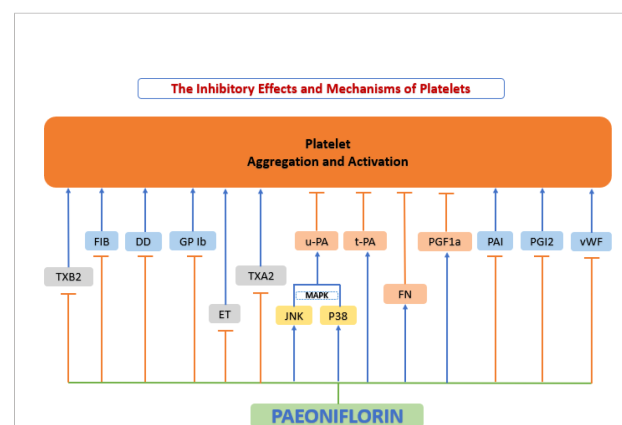 The Inhibitory Effects and Mechanisms of Platelets
Platelet
Aggregation and Activation
FIB
DD
GP Ib
u-PA
t-PA
PGF1a
PAI
PGI2
vWF
TXB2
TXA2
MAPK
FN
ET
JNK
P38
PAEONIFLORIN